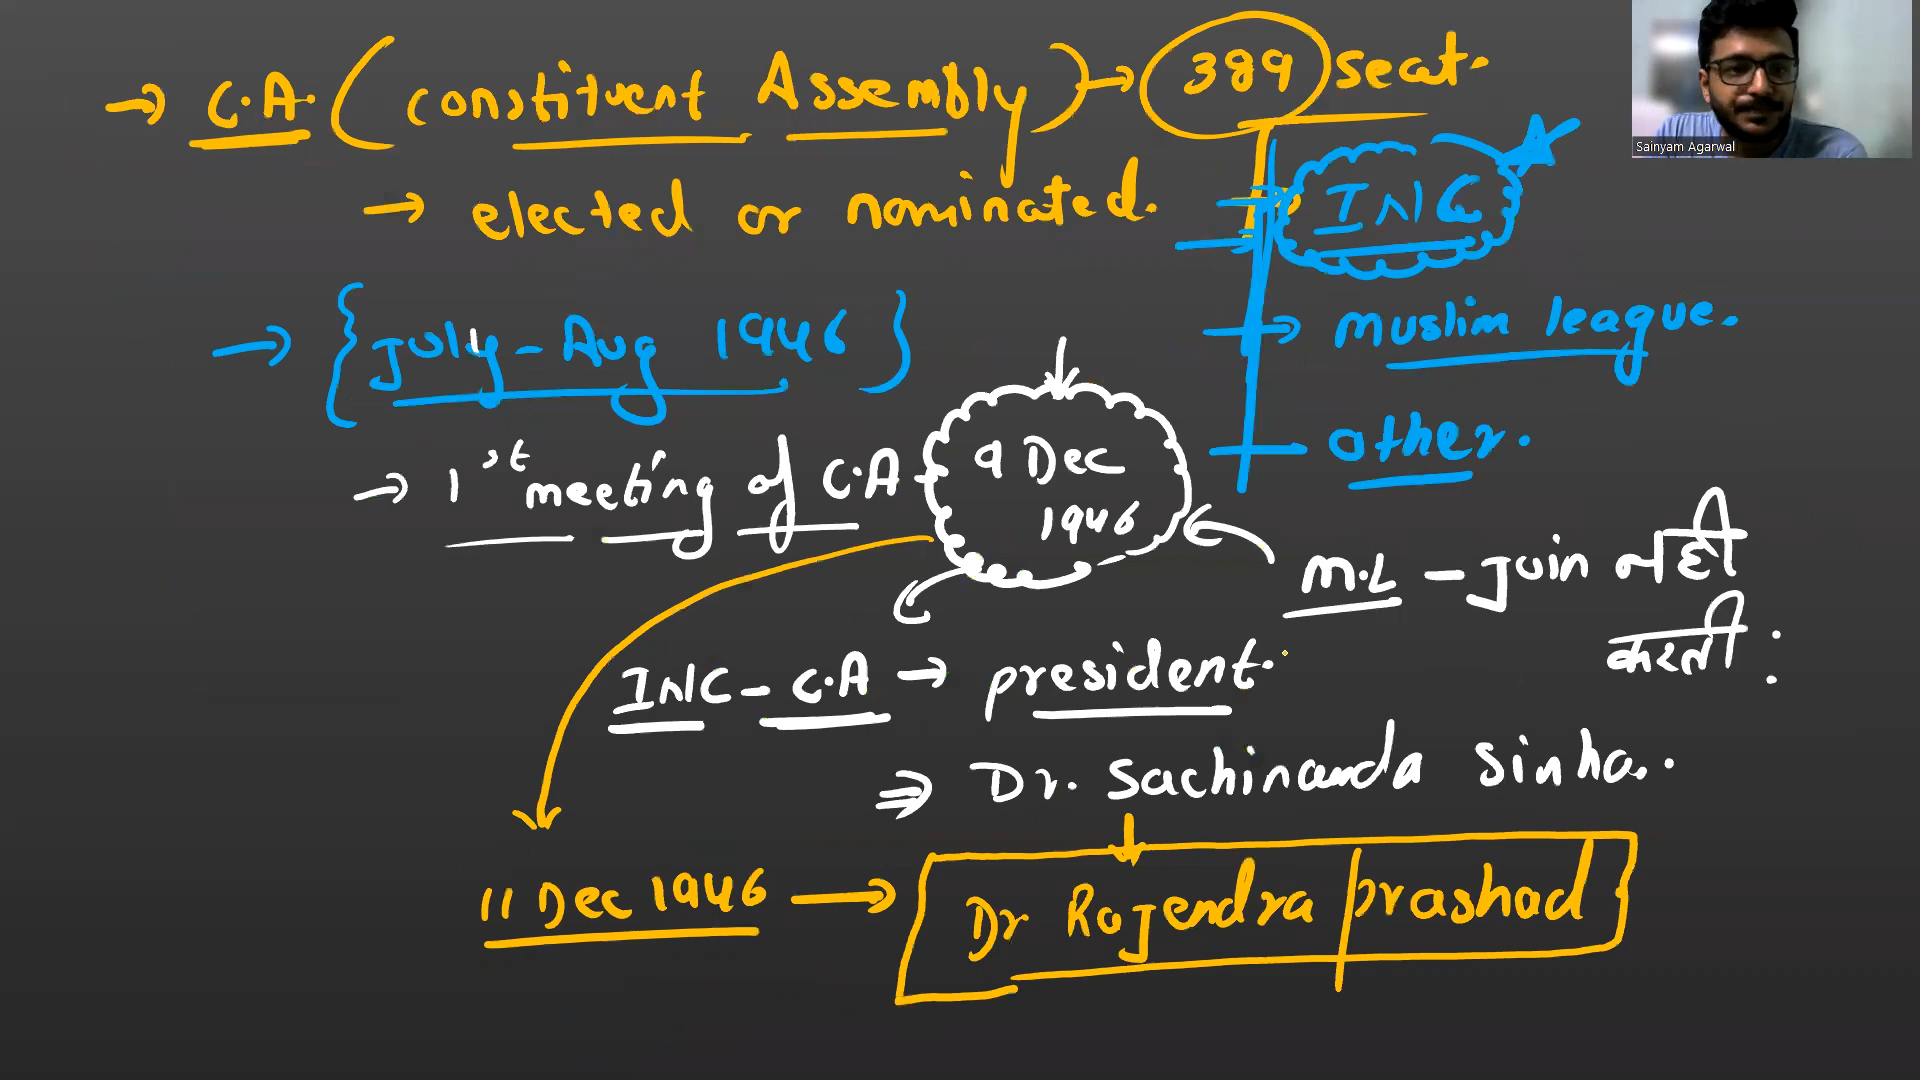 → C.A. ( constituent Assembly ) → 389 seat.
→ elected or nominated.
INC
→ { July - Aug 1946 }
→ muslim league.
other.
→ 1st meeting of C.A - 9 Dec 1946
M.L - Join नही करती :
INC - C.A → president.
⇒ Dr. Sachinanda Sinha..
11 Dec 1946 → Dr Rajendra prashad
Sainyam Agarwal